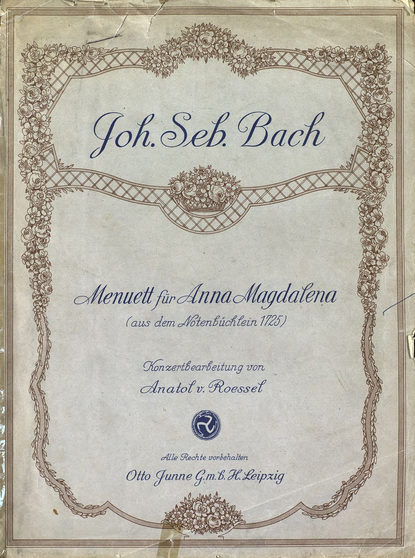 Joh. Seb. Bach
Menuett für Anna Magdalena
(aus dem Notenbüchlein 1725)
Konzertbearbeitung von
Anatol v. Roessel
Alle Rechte vorbehalten
Otto Junne G.m.b.H. Leipzig